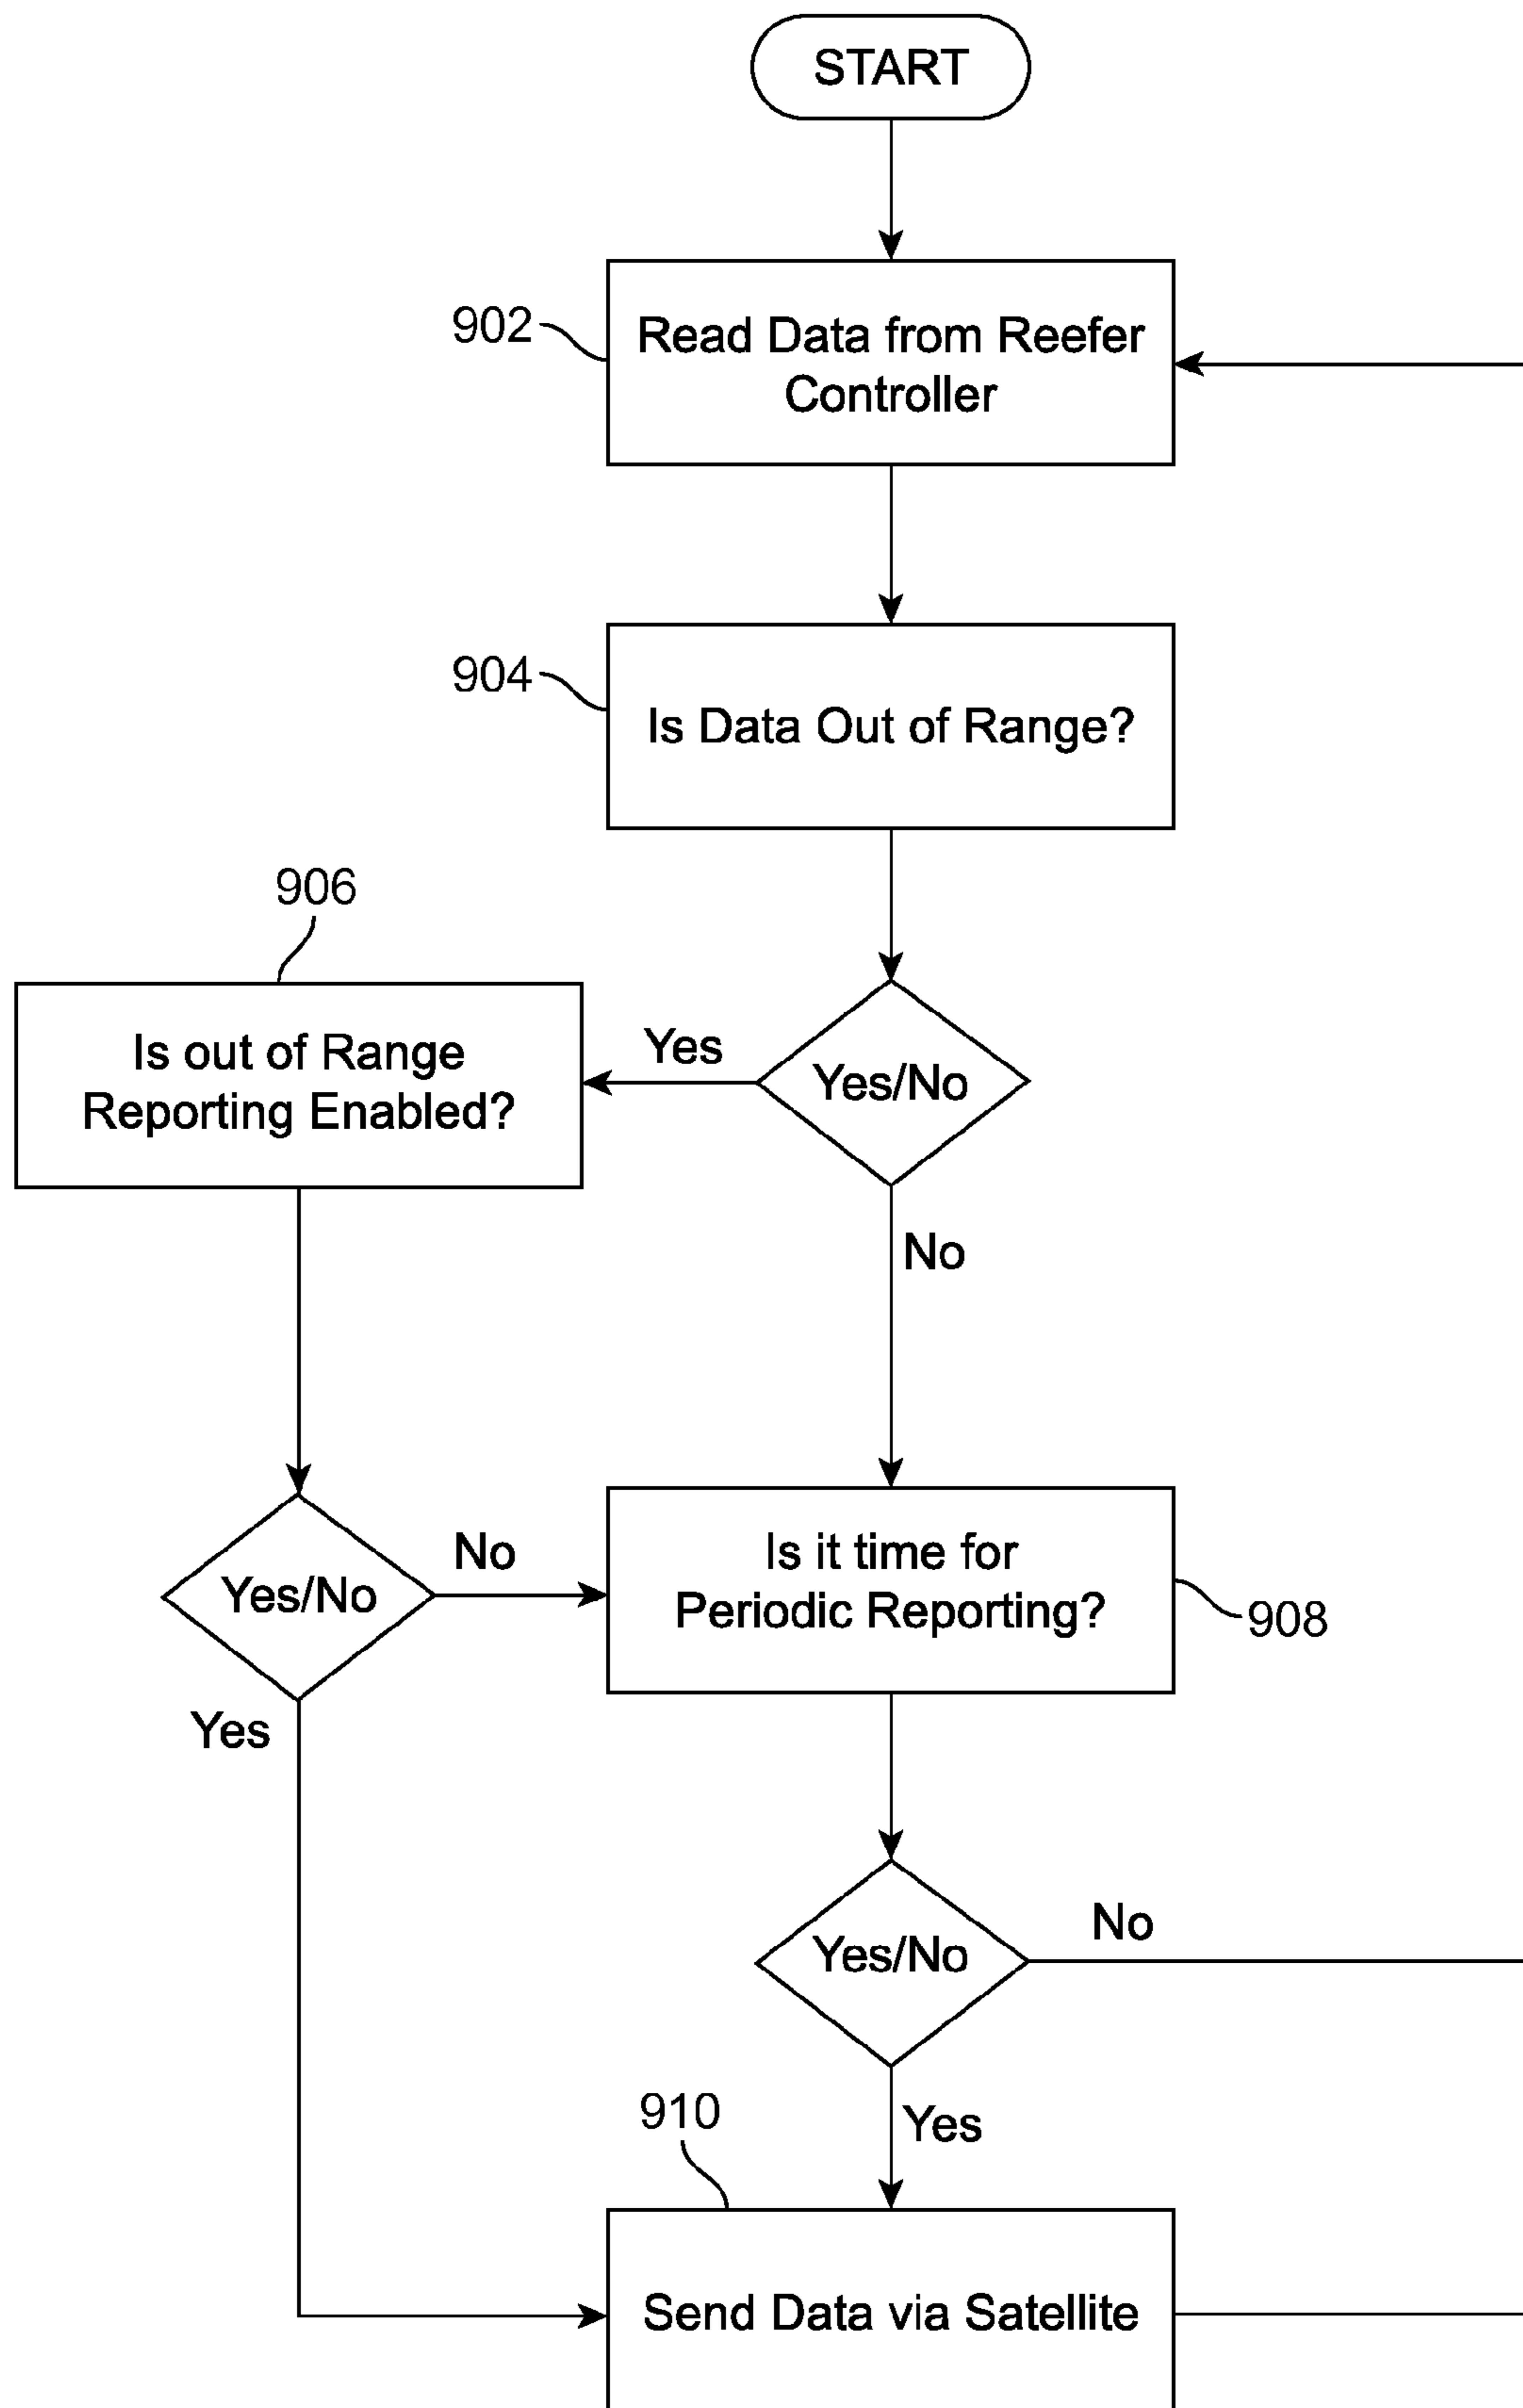 START
902
Read Data from Reefer
Controller
904
Is Data Out of Range?
906
Is out of Range
Reporting Enabled?
Yes
Yes/No
No
Yes/No
No
Is it time for
Periodic Reporting?
908
Yes
Yes/No
No
910
Yes
Send Data via Satellite